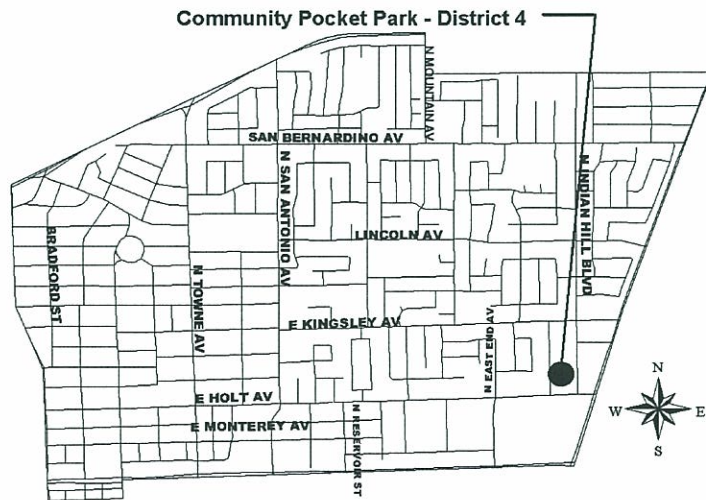 Community Pocket Park - District 4
N MOUNTAIN AV
SAN BERNARDINO AV
N SAN ANTONIO AV
N INDIAN HILL BLVD
BRADFORD ST
LINCOLN AV
N TOWNE AV
E KINGSLEY AV
N EAST END AV
E HOLT AV
E MONTEREY AV
N RESERVOIR ST
N
W
E
S